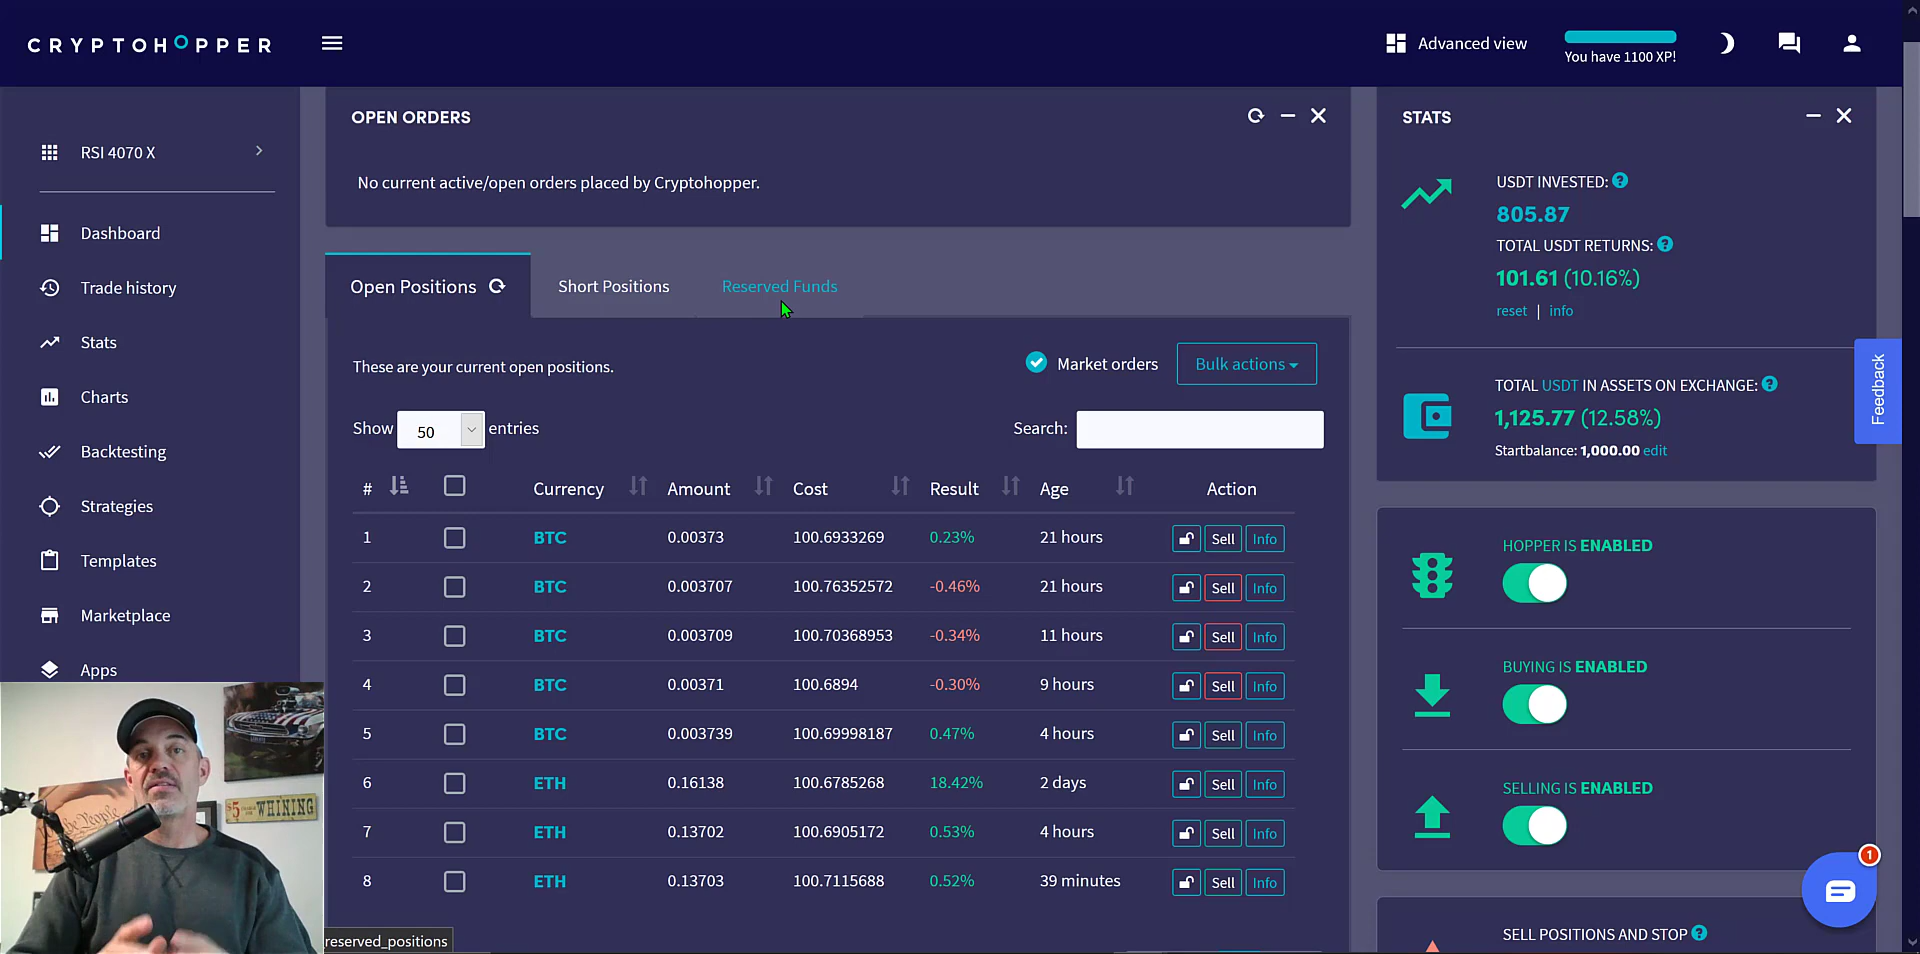 CRYPTOHOPPER
Advanced view
You have 1100 XP!
RSI 4070 X
Dashboard
Trade history
Stats
Charts
Backtesting
Strategies
Templates
Marketplace
Apps
OPEN ORDERS
No current active/open orders placed by Cryptohopper.
Open Positions
Short Positions
Reserved Funds
These are your current open positions.
Market orders
Bulk actions
Show 50 entries
Search:
# Currency Amount Cost Result Age Action
1 BTC 0.00373 100.6933269 0.23% 21 hours Sell Info
2 BTC 0.003707 100.76352572 -0.46% 21 hours Sell Info
3 BTC 0.003709 100.70368953 -0.34% 11 hours Sell Info
4 BTC 0.00371 100.6894 -0.30% 9 hours Sell Info
5 BTC 0.003739 100.69998187 0.47% 4 hours Sell Info
6 ETH 0.16138 100.6785268 18.42% 2 days Sell Info
7 ETH 0.13702 100.6905172 0.53% 4 hours Sell Info
8 ETH 0.13703 100.7115688 0.52% 39 minutes Sell Info
STATS
USDT INVESTED:
805.87
TOTAL USDT RETURNS:
101.61 (10.16%)
reset | info
TOTAL USDT IN ASSETS ON EXCHANGE:
1,125.77 (12.58%)
Startbalance: 1,000.00 edit
HOPPER IS ENABLED
BUYING IS ENABLED
SELLING IS ENABLED
SELL POSITIONS AND STOP
Feedback
1
$5 WHINING
reserved_positions